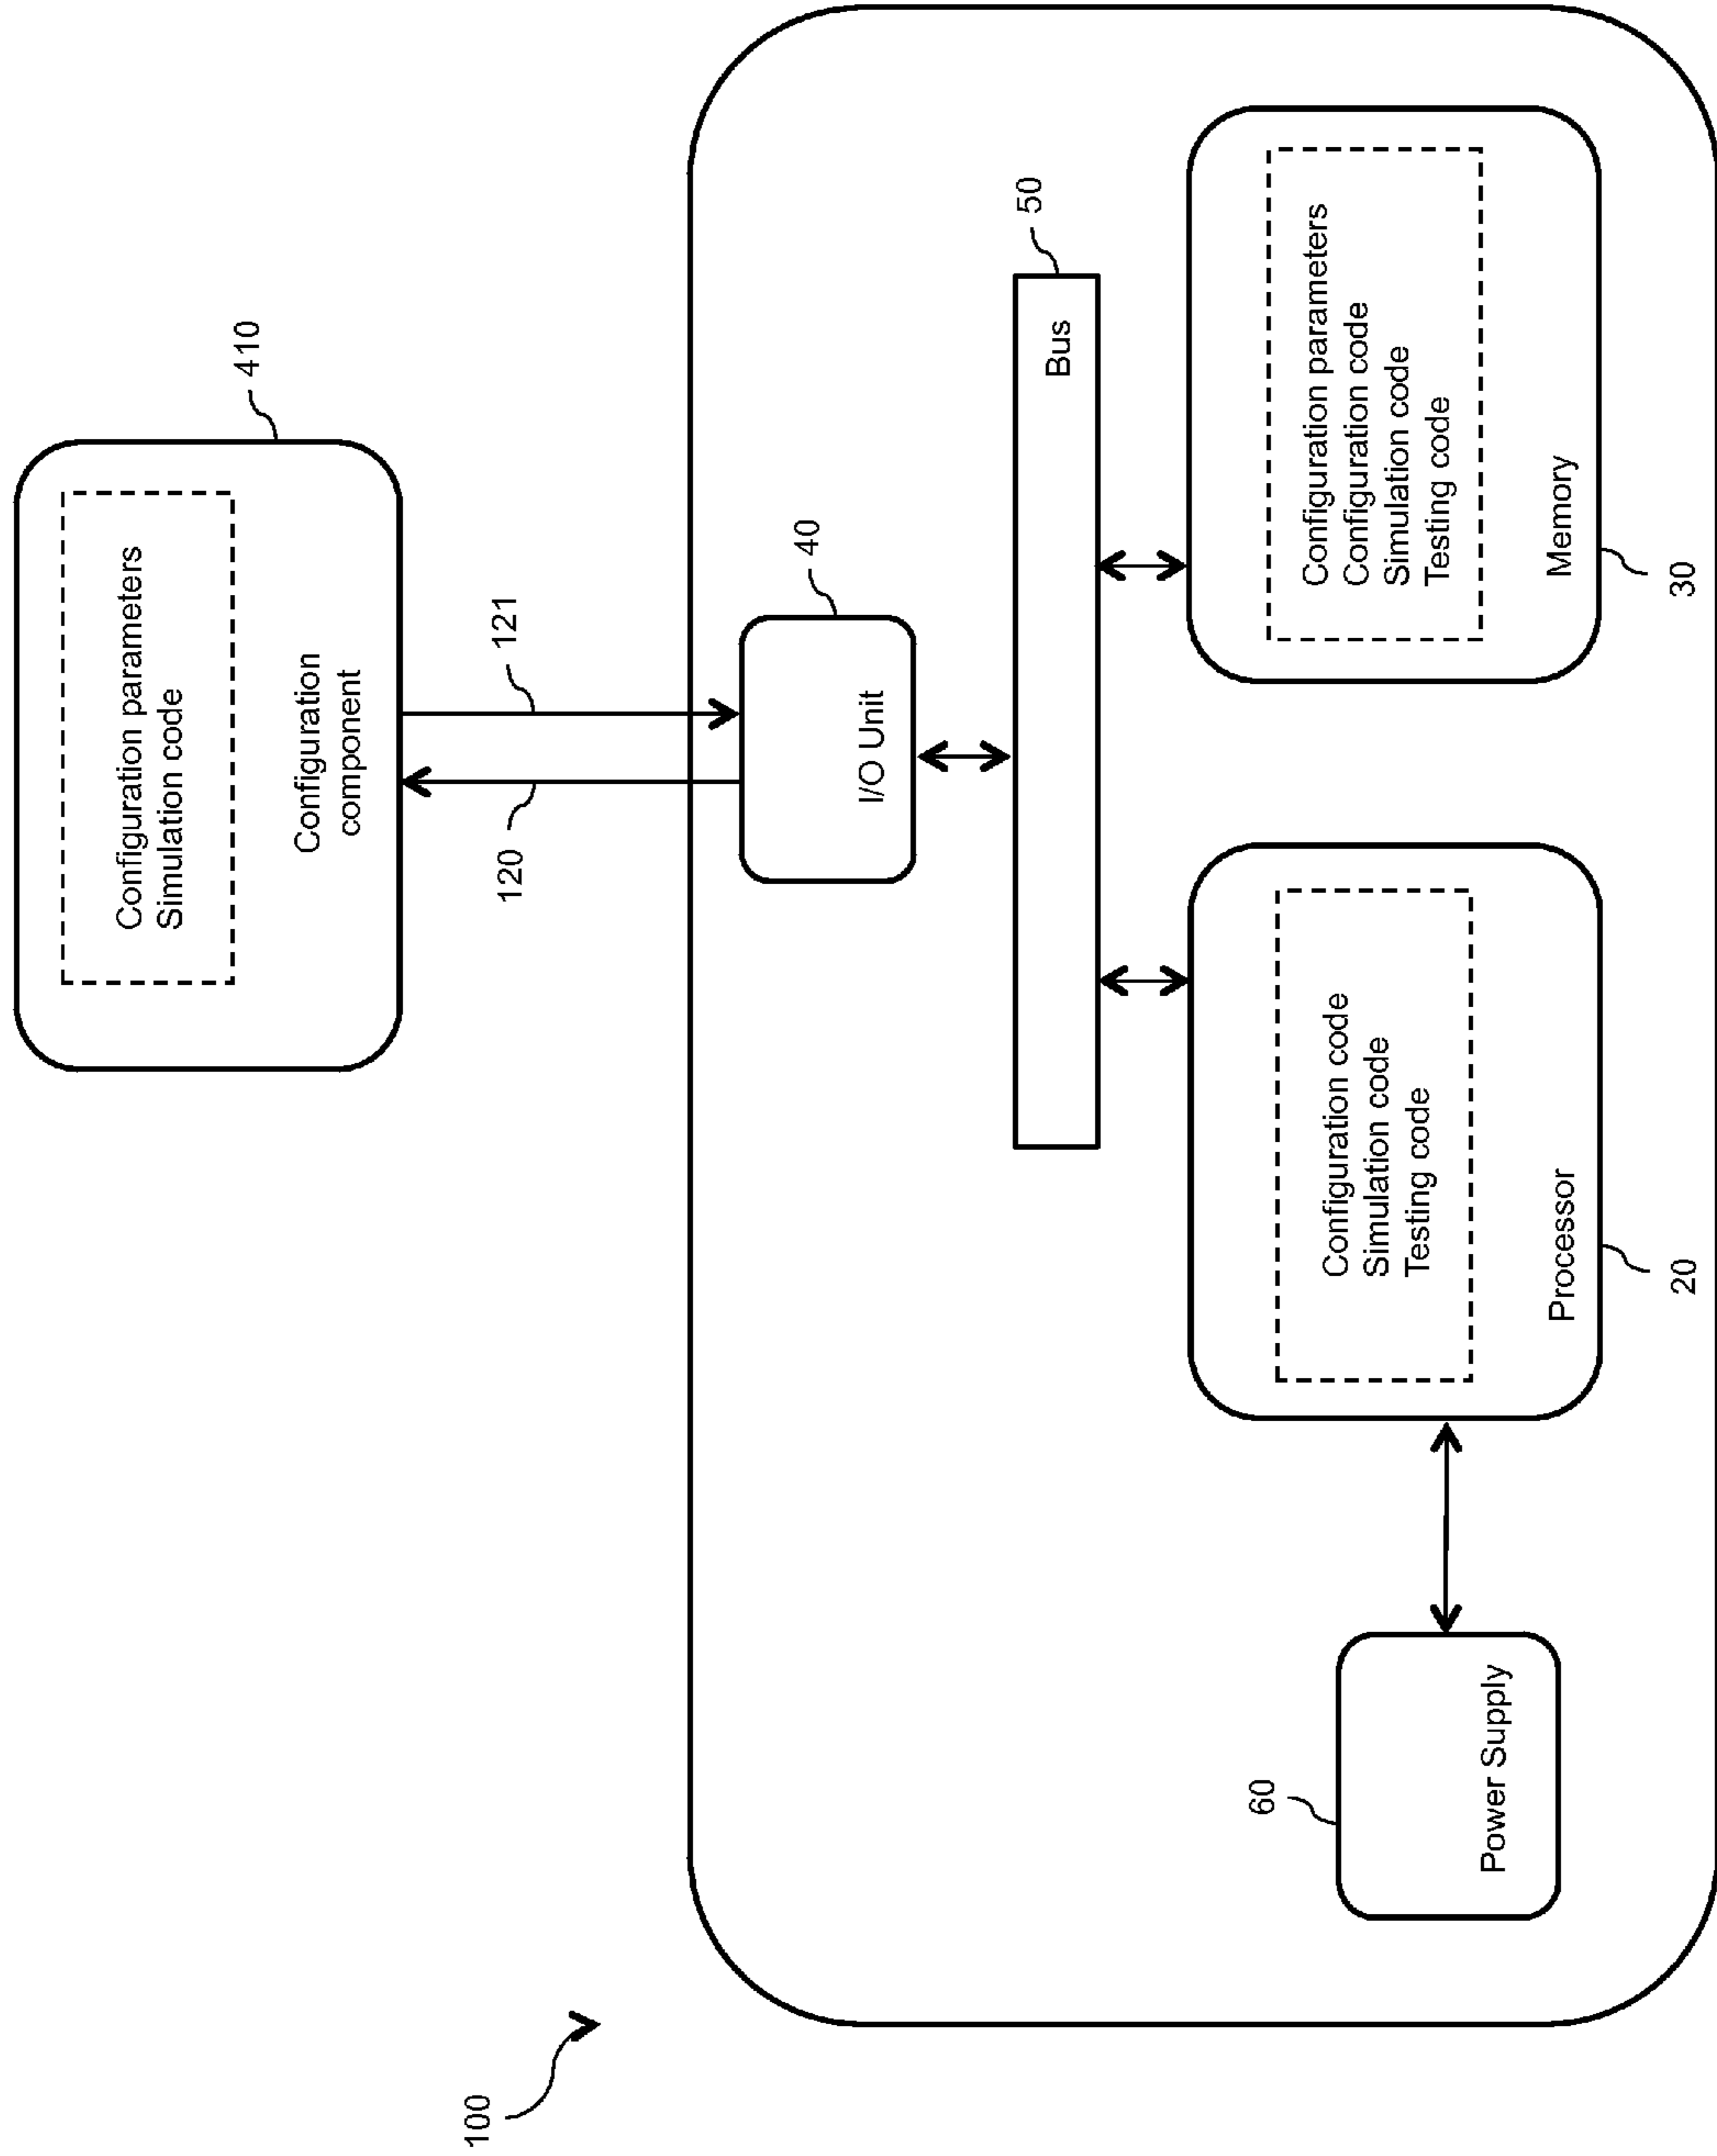 100
Configuration parameters
Simulation code
Configuration
component
410
120
121
I/O Unit
40
Bus
50
60
Power Supply
Configuration code
Simulation code
Testing code
Processor
20
Configuration parameters
Configuration code
Simulation code
Testing code
Memory
30